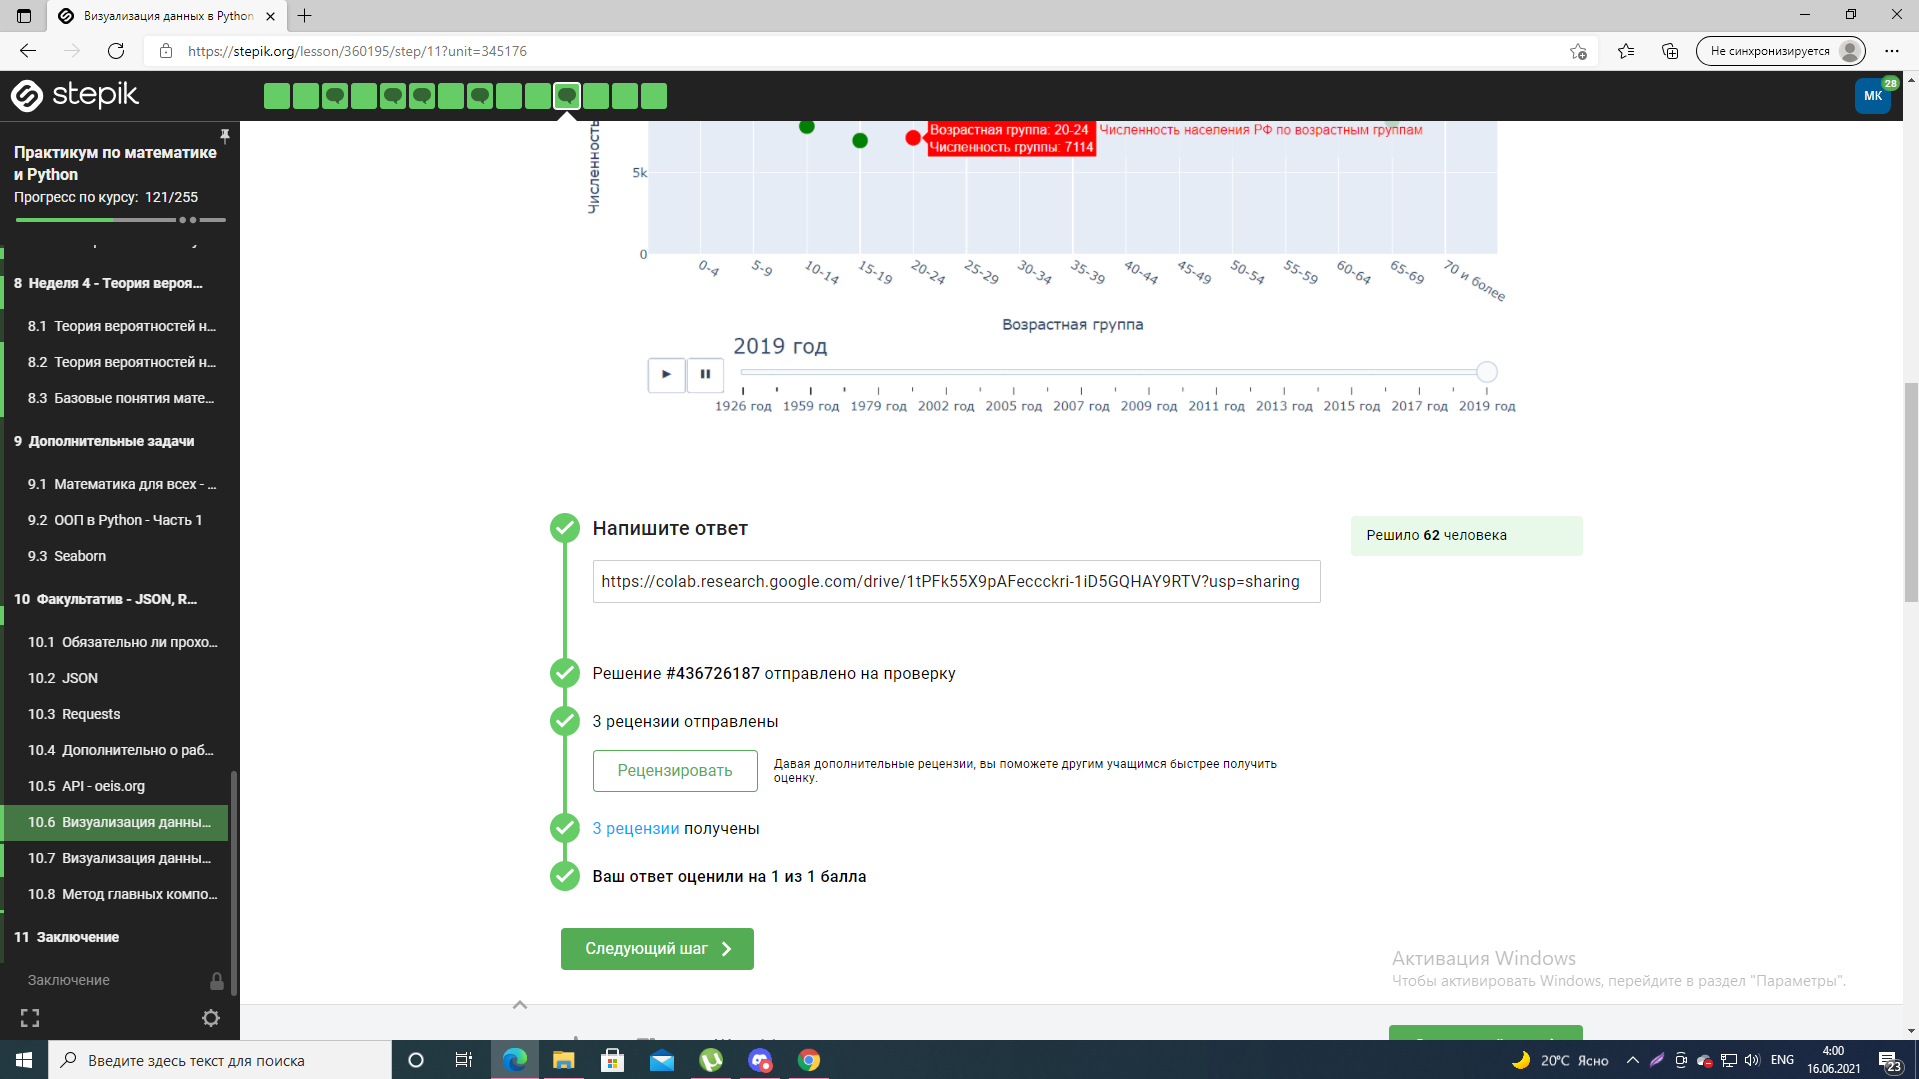 Визуализация данных в Python
https://stepik.org/lesson/360195/step/11?unit=345176
Не синхронизируется
stepik
МК
28
Практикум по математике
и Python
Прогресс по курсу: 121/255
8 Неделя 4 - Теория вероя...
8.1 Теория вероятностей н...
8.2 Теория вероятностей н...
8.3 Базовые понятия мате...
9 Дополнительные задачи
9.1 Математика для всех - ...
9.2 ООП в Python - Часть 1
9.3 Seaborn
10 Факультатив - JSON, R...
10.1 Обязательно ли прохо...
10.2 JSON
10.3 Requests
10.4 Дополнительно о раб...
10.5 API - oeis.org
10.6 Визуализация данны...
10.7 Визуализация данны...
10.8 Метод главных компо...
11 Заключение
Заключение
Численность
Возрастная группа: 20-24
Численность группы: 7114
Численность населения РФ по возрастным группам
5k
0
0-4 5-9 10-14 15-19 20-24 25-29 30-34 35-39 40-44 45-49 50-54 55-59 60-64 65-69 70 и более
Возрастная группа
2019 год
1926 год 1959 год 1979 год 2002 год 2005 год 2007 год 2009 год 2011 год 2013 год 2015 год 2017 год 2019 год
Напишите ответ
Решило 62 человека
https://colab.research.google.com/drive/1tPFk55X9pAFeccckri-1iD5GQHAY9RTV?usp=sharing
Решение #436726187 отправлено на проверку
3 рецензии отправлены
Рецензировать
Давая дополнительные рецензии, вы поможете другим учащимся быстрее получить
оценку.
3 рецензии получены
Ваш ответ оценили на 1 из 1 балла
Следующий шаг
Активация Windows
Чтобы активировать Windows, перейдите в раздел "Параметры".
Введите здесь текст для поиска
20°C Ясно
ENG
4:00
16.06.2021
23